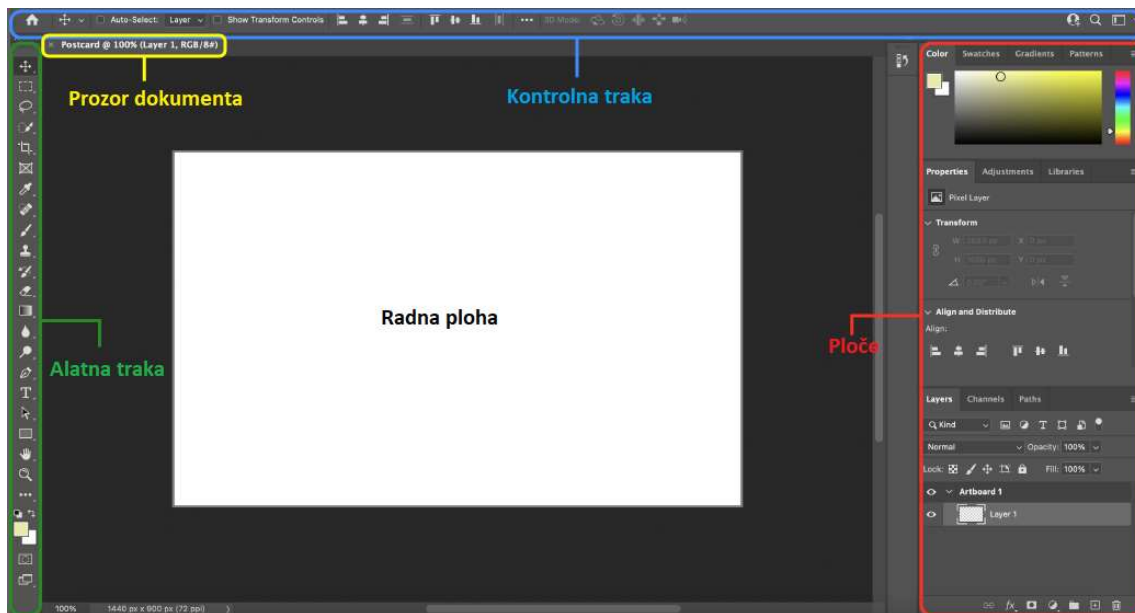 Auto-Select: Layer Show Transform Controls 3D Mode:
× Postcard @ 100% (Layer 1, RGB/8#)
Prozor dokumenta
Kontrolna traka
Color Swatches Gradients Patterns
Properties Adjustments Libraries
Pixel Layer
Transform
W: X:
H: Y:
Radna ploha
Align and Distribute
Align:
Ploče
Alatna traka
Layers Channels Paths
Kind
Normal Opacity: 100%
Lock: Fill: 100%
Artboard 1
Layer 1
100% 1440 px x 900 px (72 ppi)